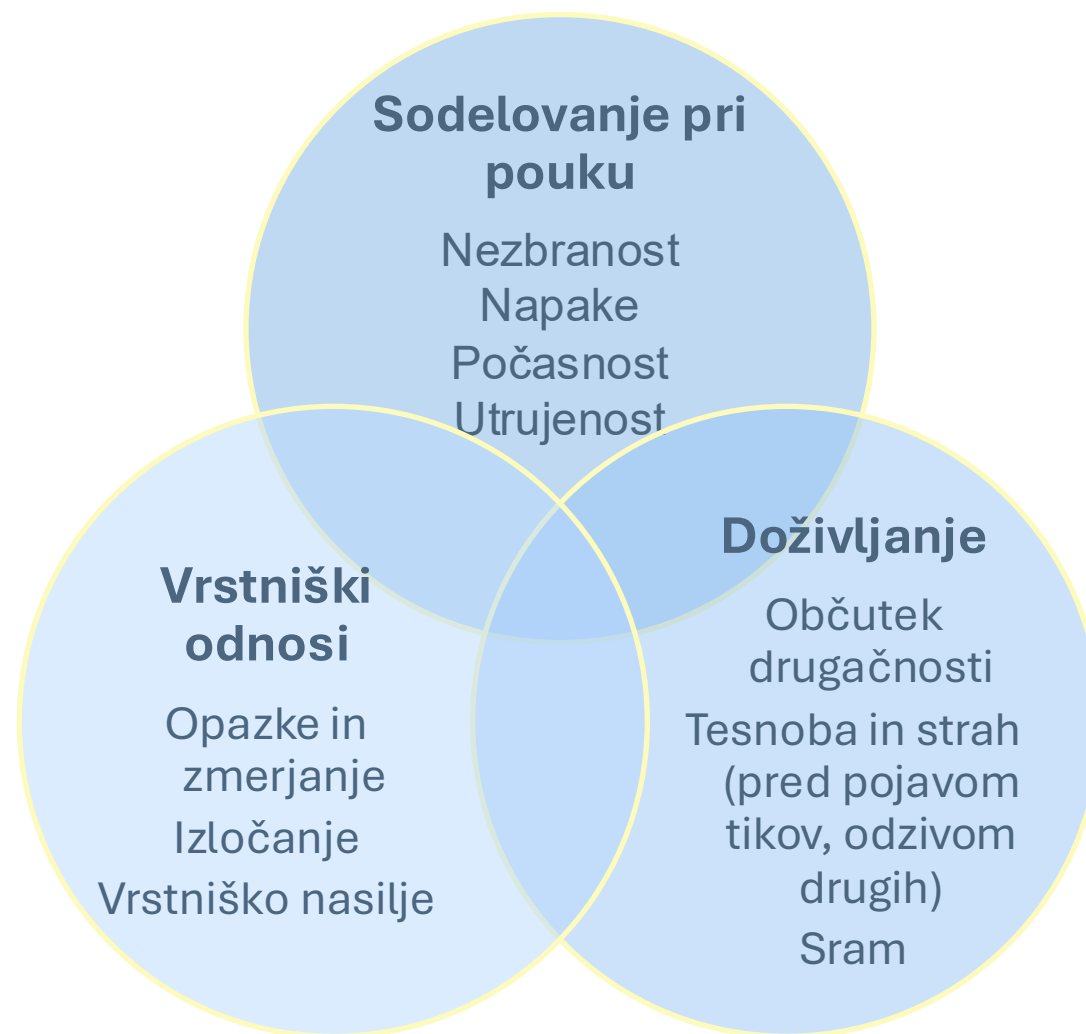 Sodelovanje pri
pouku
Nezbranost
Napake
Počasnost
Utrujenost
Vrstniški
odnosi
Opazke in
zmerjanje
Izločanje
Vrstniško nasilje
Doživljanje
Občutek
drugačnosti
Tesnoba in strah
(pred pojavom
tikov, odzivom
drugih)
Sram